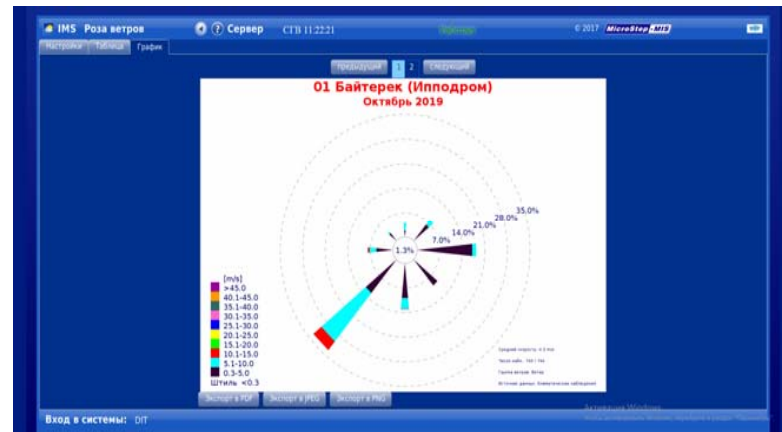 IMS Роза ветров
Сервер СГВ 11:22:21
© 2017 MicroStep-MIS
Настройки Таблица График
Предыдущий 1 2 Следующий
01 Байтерек (Ипподром)
Октябрь 2019
35.0%
28.0%
21.0%
14.0%
7.0%
1.3%
[m/s]
>45.0
40.1-45.0
35.1-40.0
30.1-35.0
25.1-30.0
20.1-25.0
15.1-20.0
10.1-15.0
5.1-10.0
0.3-5.0
Штиль <0.3
Экспорт в PDF Экспорт в JPEG Экспорт в PNG
Активация Windows
Вход в системы: DIT